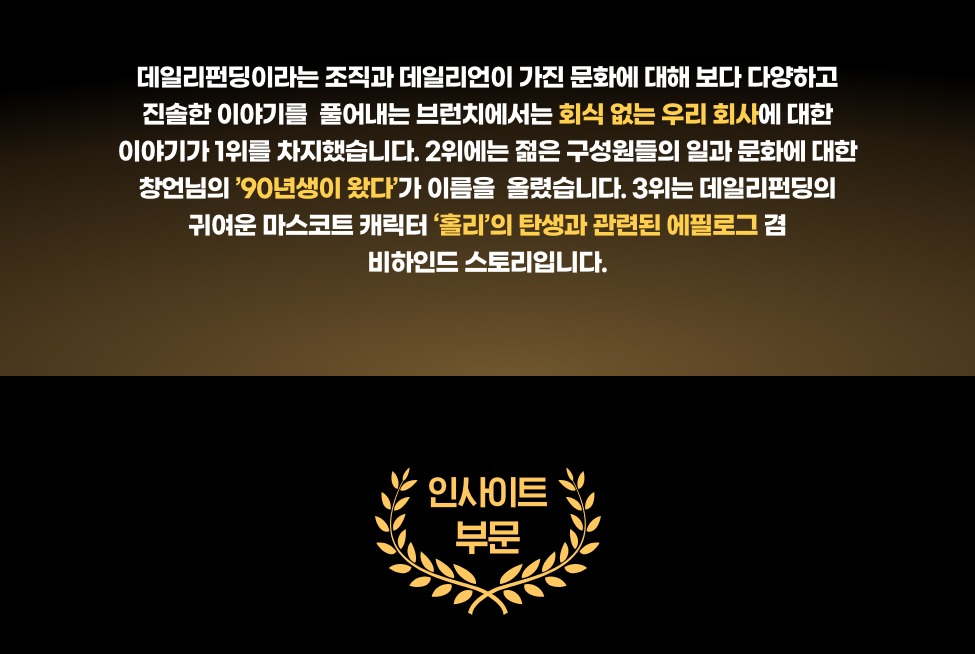 데일리펀딩이라는 조직과 데일리언이 가진 문화에 대해 보다 다양하고
진솔한 이야기를 풀어내는 브런치에서는 회식 없는 우리 회사에 대한
이야기가 1위를 차지했습니다. 2위에는 젊은 구성원들의 일과 문화에 대한
창언님의 ’90년생이 왔다’가 이름을 올렸습니다. 3위는 데일리펀딩의
귀여운 마스코트 캐릭터 ‘홀리’의 탄생과 관련된 에필로그 겸
비하인드 스토리입니다.
인사이트
부문